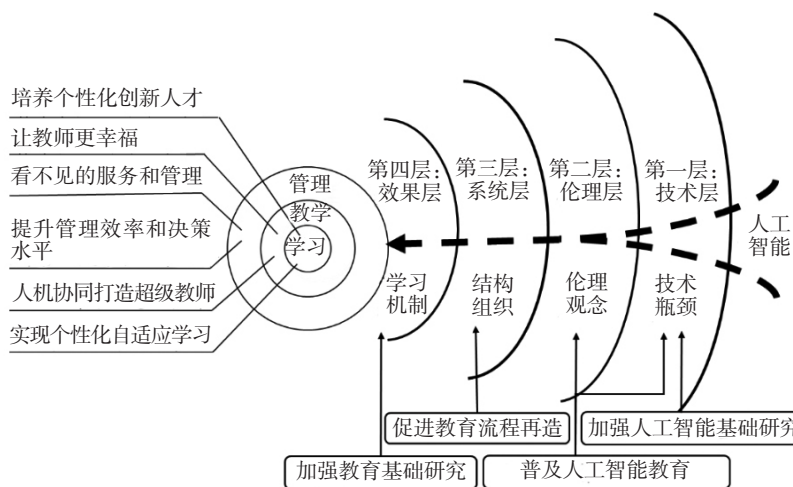 培养个性化创新人才
让教师更幸福
看不见的服务和管理
提升管理效率和决策
水平
人机协同打造超级教师
实现个性化自适应学习
管理
教学
学习
第四层：
效果层
第三层：
系统层
第二层：
伦理层
第一层：
技术层
人工
智能
学习
机制
结构
组织
伦理
观念
技术
瓶颈
促进教育流程再造
加强人工智能基础研究
加强教育基础研究
普及人工智能教育